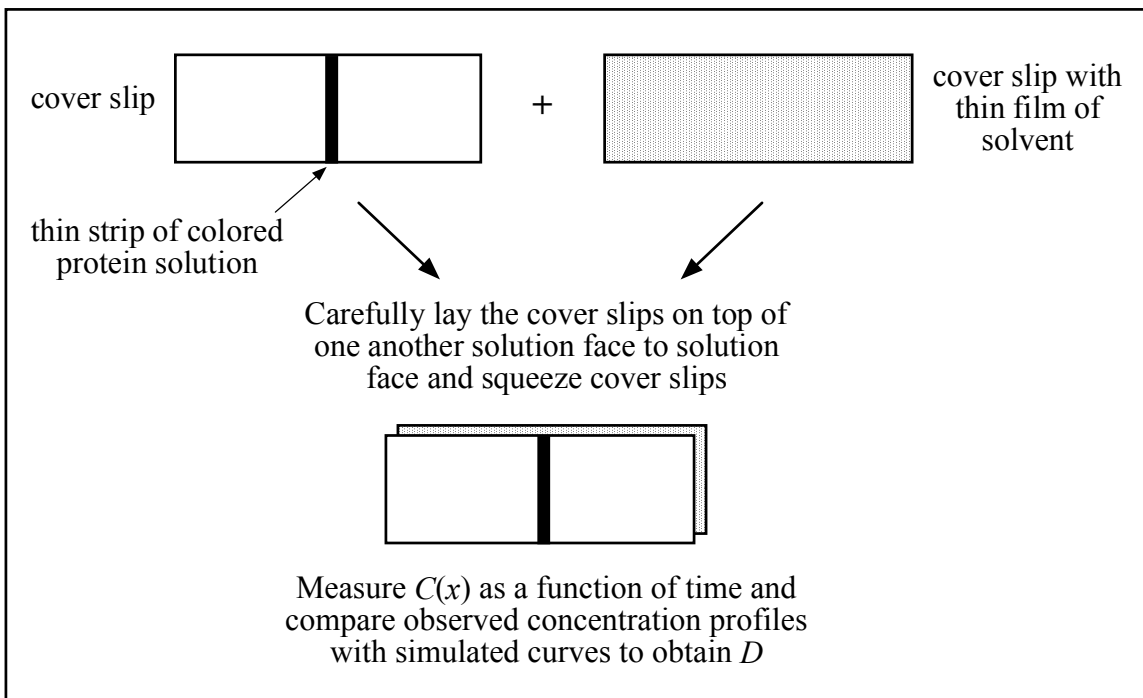 cover slip
+
cover slip with
thin film of
solvent
thin strip of colored
protein solution
Carefully lay the cover slips on top of
one another solution face to solution
face and squeeze cover slips
Measure C(x) as a function of time and
compare observed concentration profiles
with simulated curves to obtain D